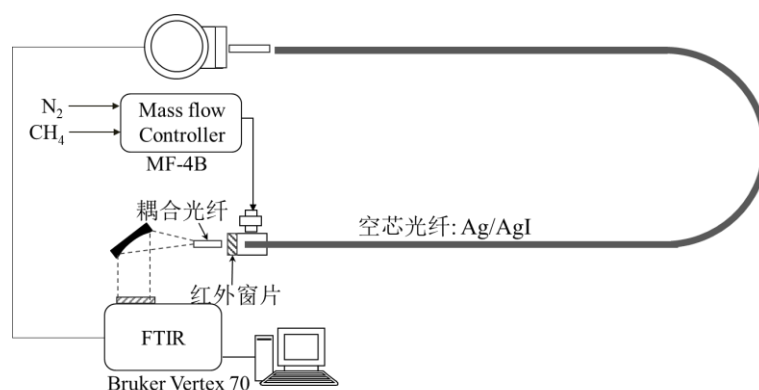 N₂
CH₄
Mass flow
Controller
MF-4B
耦合光纤
空芯光纤: Ag/AgI
红外窗片
FTIR
Bruker Vertex 70